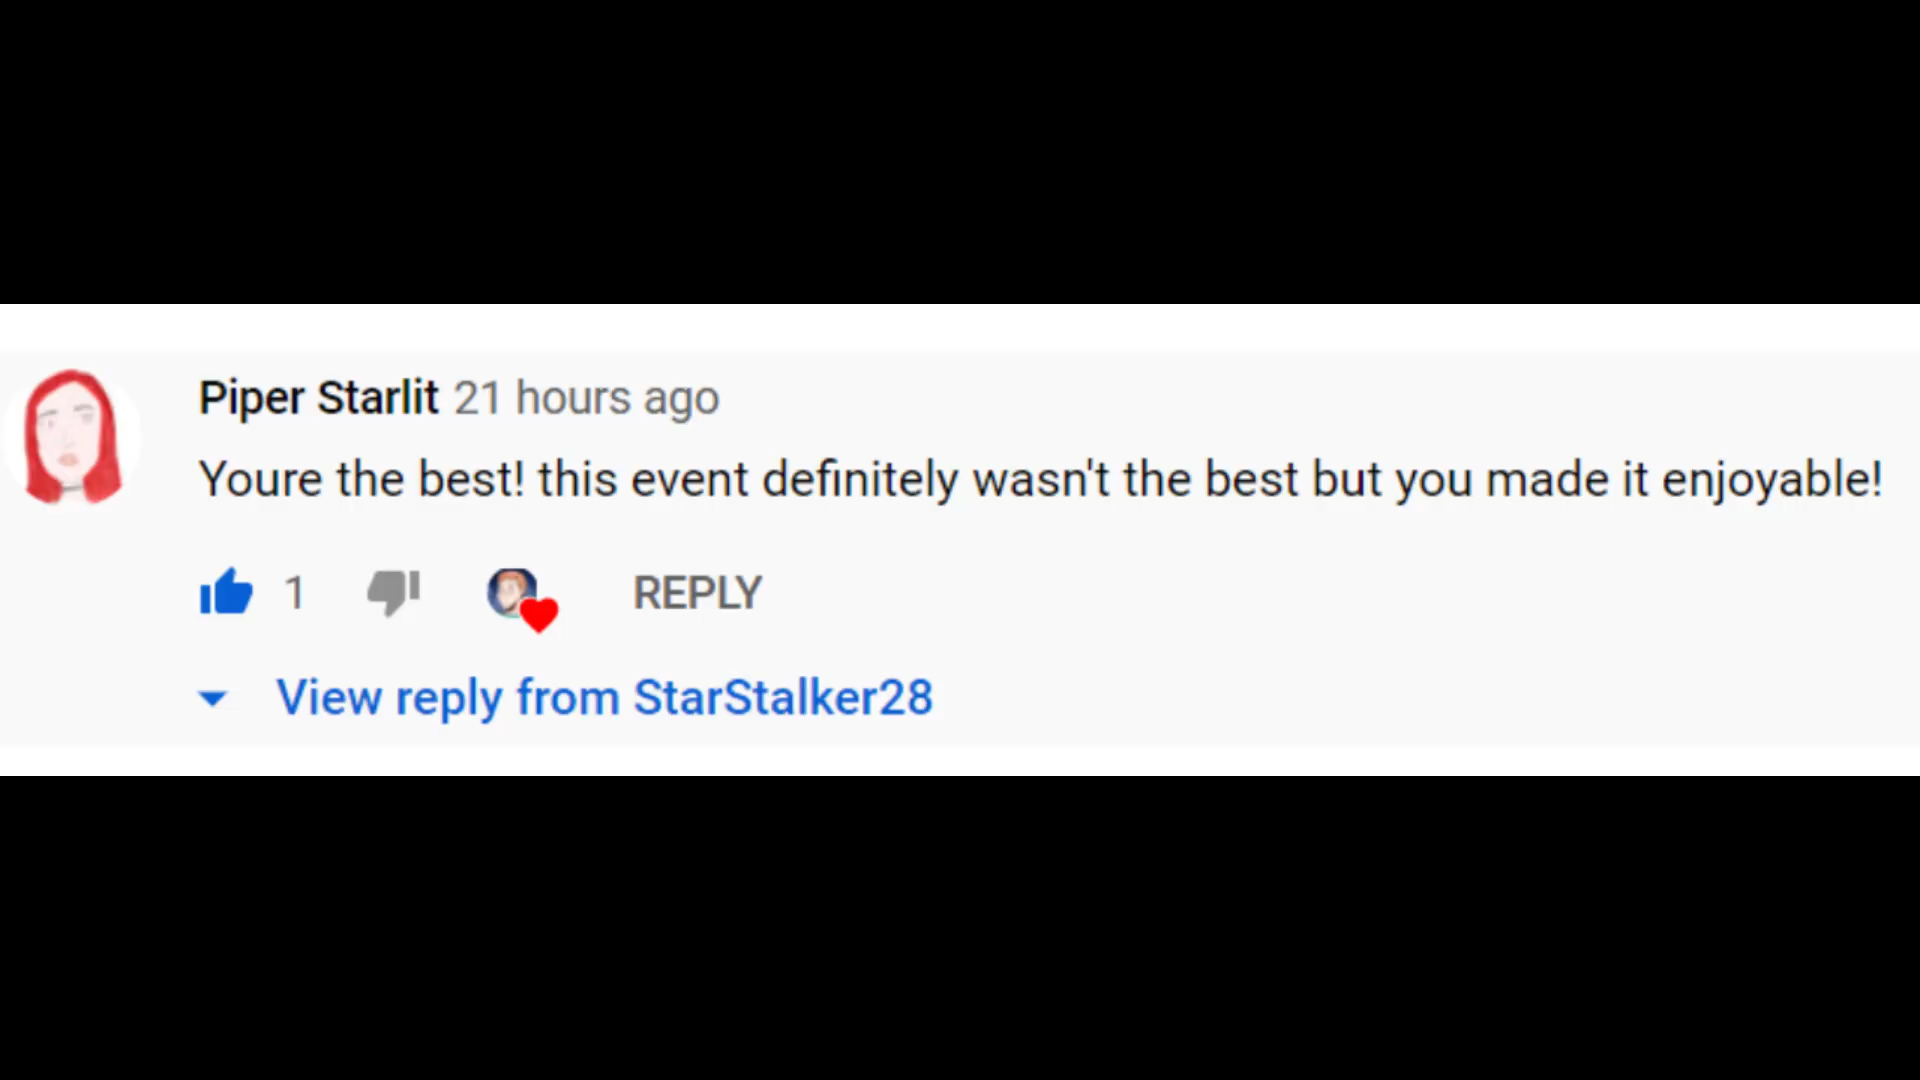 Piper Starlit 21 hours ago
Youre the best! this event definitely wasn't the best but you made it enjoyable!
1 REPLY
View reply from StarStalker28